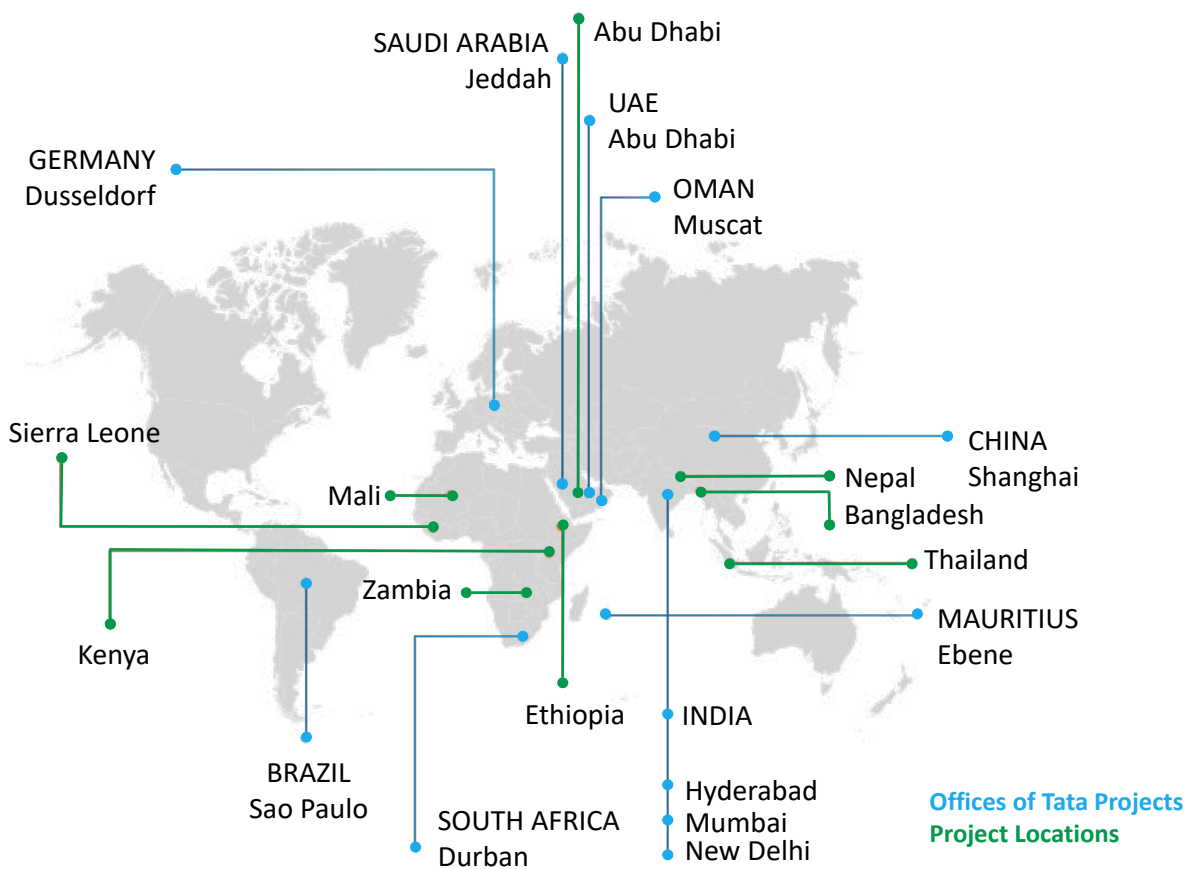 Abu Dhabi
SAUDI ARABIA
Jeddah
UAE
Abu Dhabi
GERMANY
Dusseldorf
OMAN
Muscat
Sierra Leone
CHINA
Shanghai
Mali
Nepal
Bangladesh
Thailand
Zambia
MAURITIUS
Ebene
Kenya
Ethiopia
INDIA
BRAZIL
Sao Paulo
Hyderabad
Mumbai
New Delhi
SOUTH AFRICA
Durban
Offices of Tata Projects
Project Locations